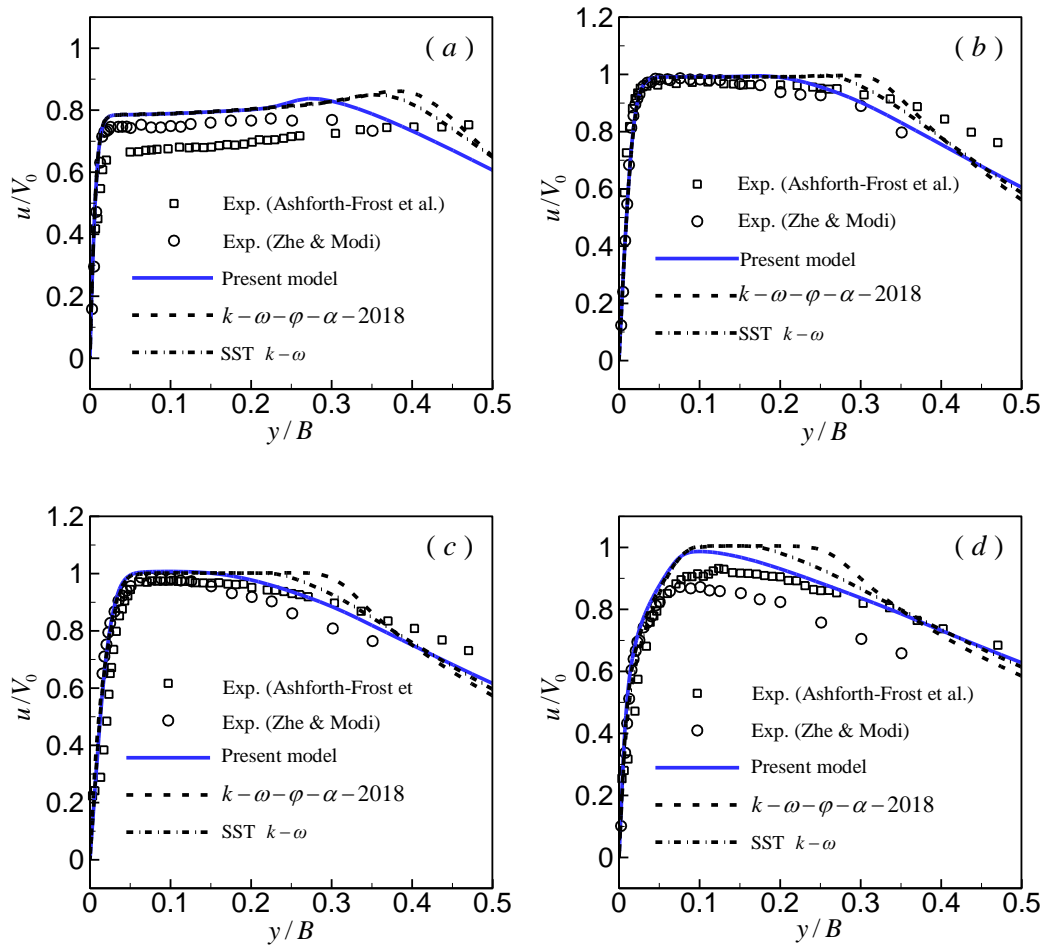 ( a )
1
0.8
0.6
0.4
0.2
0
u/V0
Exp. (Ashforth-Frost et al.)
Exp. (Zhe & Modi)
Present model
k−ω−φ−α−2018
SST k−ω
0 0.1 0.2 0.3 0.4 0.5
y/B
( b )
1.2
1
0.8
0.6
0.4
0.2
0
u/V0
Exp. (Ashforth-Frost et al.)
Exp. (Zhe & Modi)
Present model
k−ω−φ−α−2018
SST k−ω
0 0.1 0.2 0.3 0.4 0.5
y/B
( c )
1.2
1
0.8
0.6
0.4
0.2
0
u/V0
Exp. (Ashforth-Frost et
Exp. (Zhe & Modi)
Present model
k−ω−φ−α−2018
SST k−ω
0 0.1 0.2 0.3 0.4 0.5
y/B
( d )
1
0.8
0.6
0.4
0.2
0
u/V0
Exp. (Ashforth-Frost et al.)
Exp. (Zhe & Modi)
Present model
k−ω−φ−α−2018
SST k−ω
0 0.1 0.2 0.3 0.4 0.5
y/B